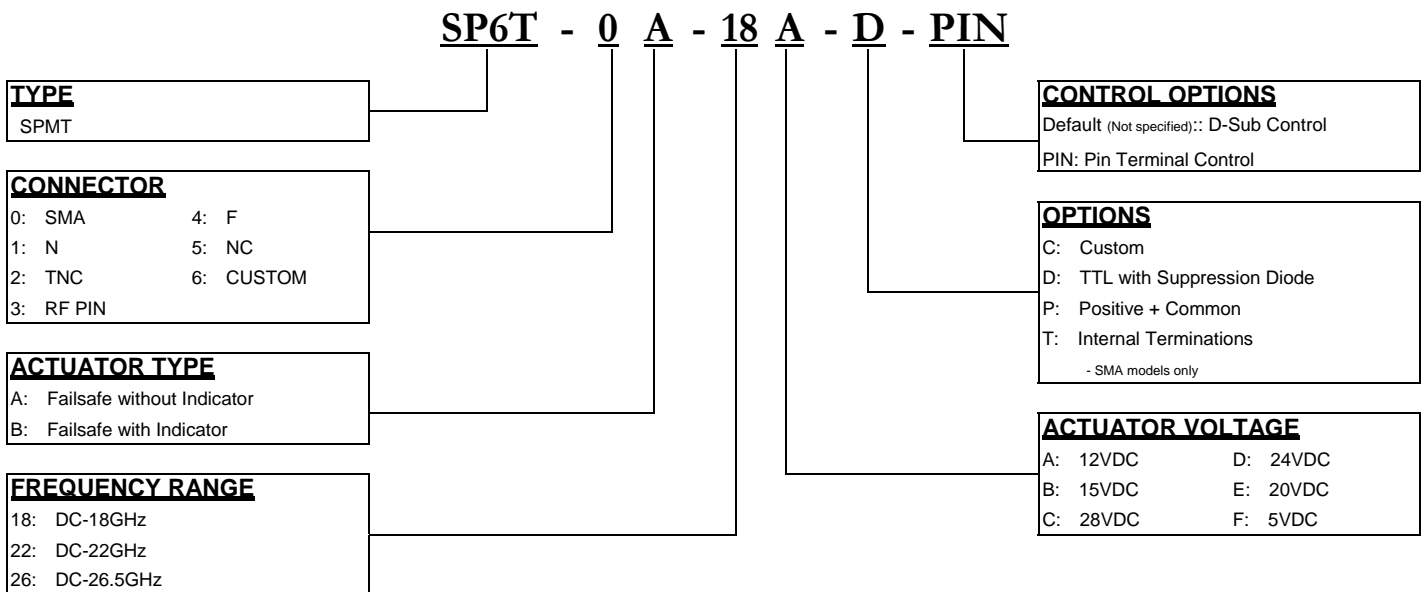 SP6T - 0 A - 18 A - D - PIN
TYPE
SPMT
CONNECTOR
0: SMA 4: F
1: N 5: NC
2: TNC 6: CUSTOM
3: RF PIN
ACTUATOR TYPE
A: Failsafe without Indicator
B: Failsafe with Indicator
FREQUENCY RANGE
18: DC-18GHz
22: DC-22GHz
26: DC-26.5GHz
CONTROL OPTIONS
Default (Not specified):: D-Sub Control
PIN: Pin Terminal Control
OPTIONS
C: Custom
D: TTL with Suppression Diode
P: Positive + Common
T: Internal Terminations
- SMA models only
ACTUATOR VOLTAGE
A: 12VDC D: 24VDC
B: 15VDC E: 20VDC
C: 28VDC F: 5VDC